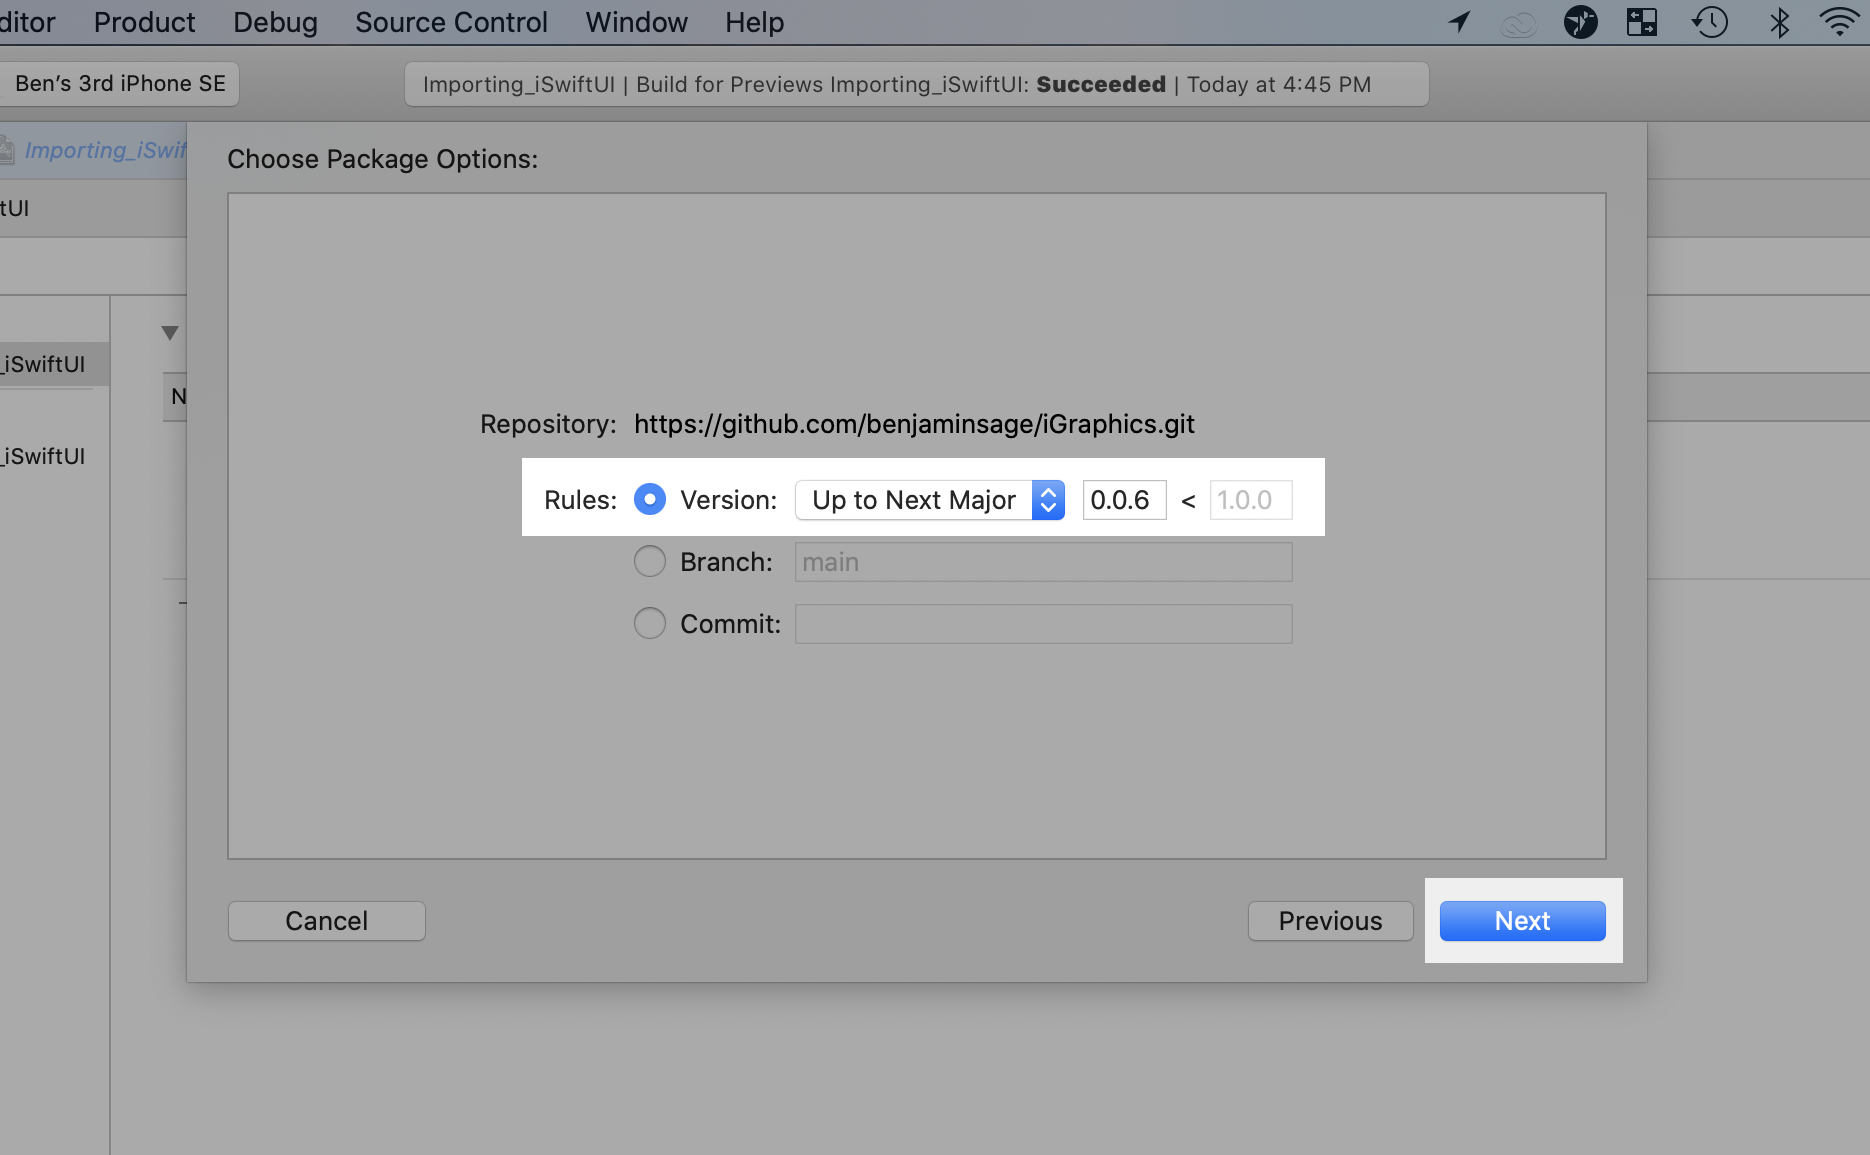 ditor Product Debug Source Control Window Help
Ben's 3rd iPhone SE
Importing_iSwiftUI | Build for Previews Importing_iSwiftUI: Succeeded | Today at 4:45 PM
Importing_iSwif
Choose Package Options:
tUI
_iSwiftUI
N
Repository: https://github.com/benjaminsage/iGraphics.git
_iSwiftUI
Rules: Version: Up to Next Major 0.0.6 < 1.0.0
Branch: main
Commit:
Cancel Previous Next